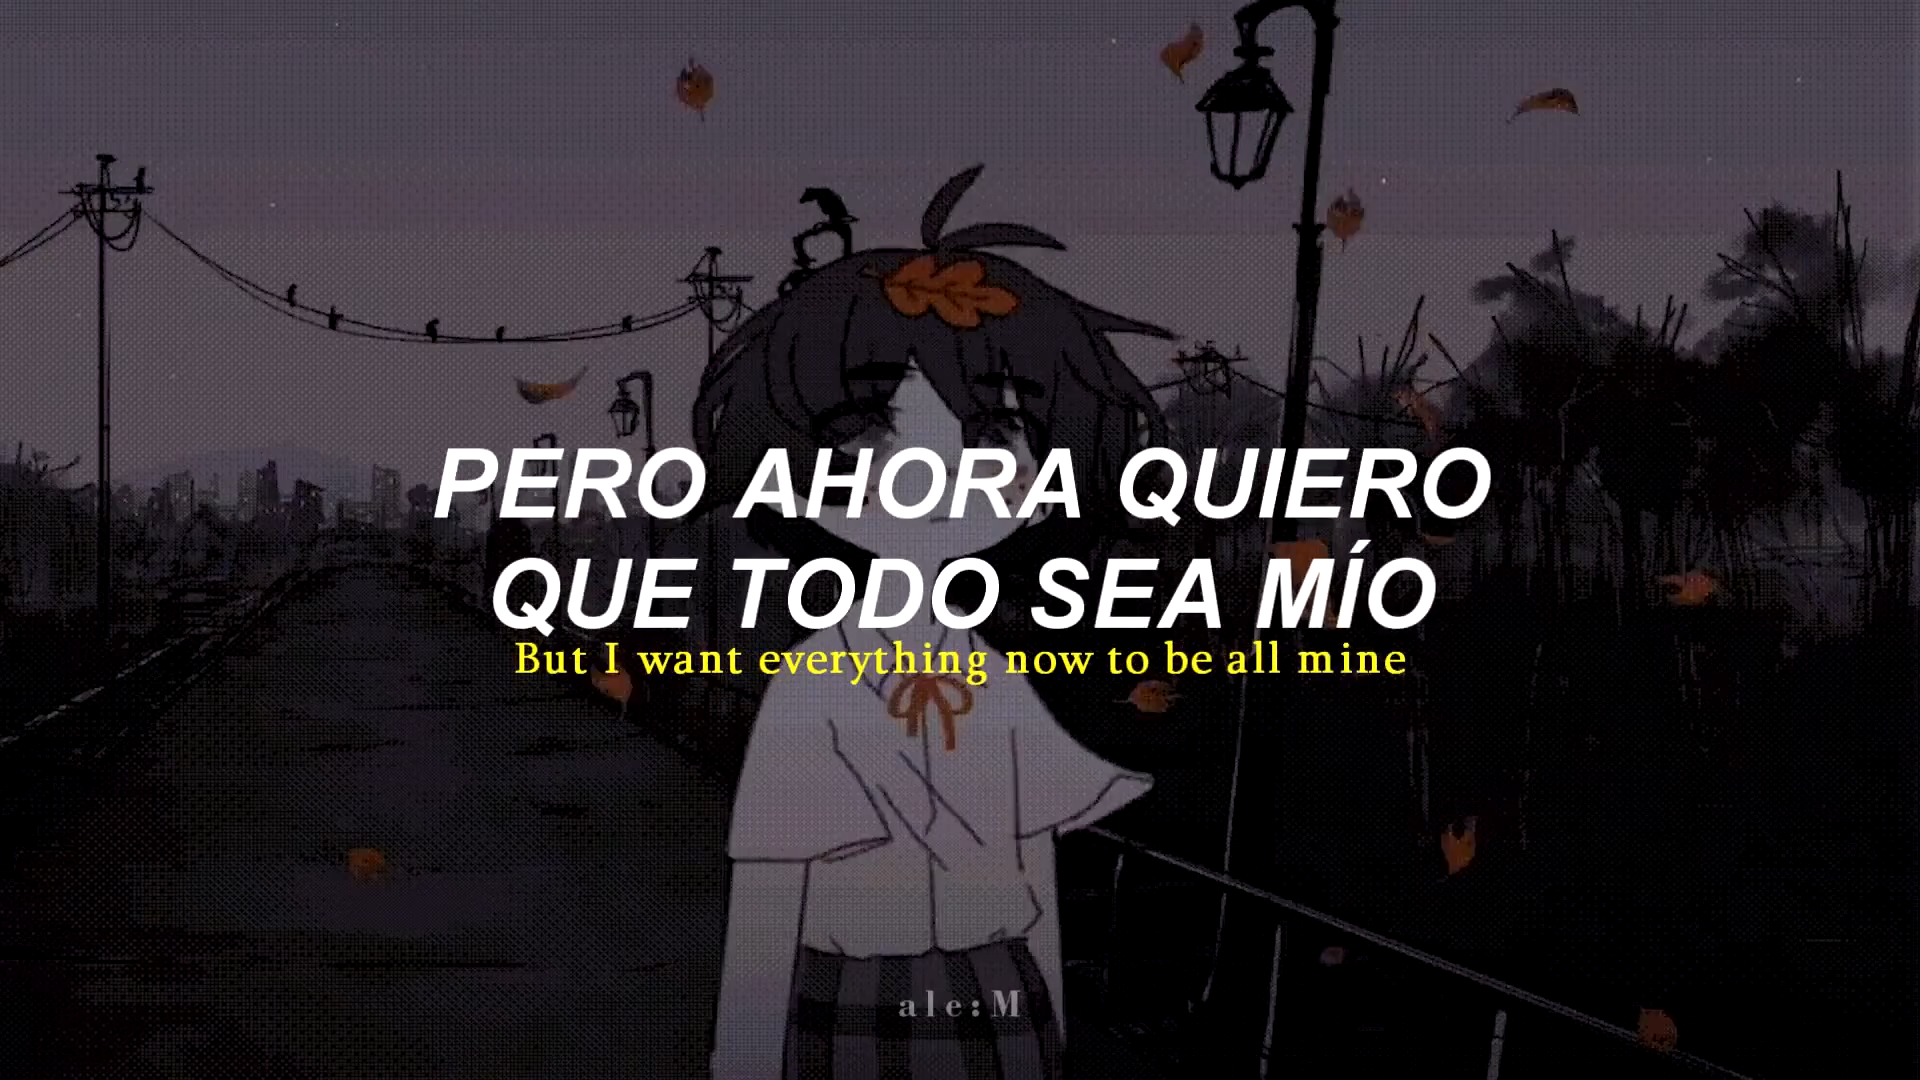 PERO AHORA QUIERO
QUE TODO SEA MÍO
But I want everything now to be all mine
ale:M